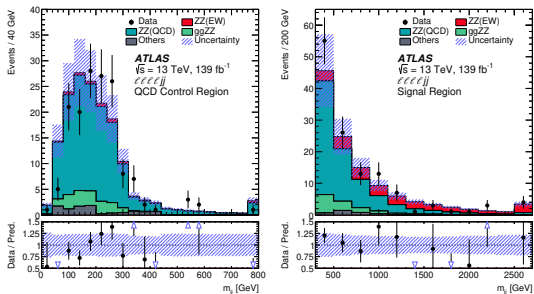 Events / 40 GeV
40
35
30
25
20
15
10
5
0
Data
ZZ(EW)
ZZ(QCD)
ggZZ
Others
Uncertainty
ATLAS
√s = 13 TeV, 139 fb⁻¹
ℓℓℓℓjj
QCD Control Region
Data / Pred.
1.5
1.25
1
0.75
0.5
0 100 200 300 400 500 600 700 800
m_jj [GeV]
Events / 200 GeV
60
50
40
30
20
10
0
Data
ZZ(EW)
ZZ(QCD)
ggZZ
Others
Uncertainty
ATLAS
√s = 13 TeV, 139 fb⁻¹
ℓℓℓℓjj
Signal Region
Data / Pred.
1.5
1.25
1
0.75
0.5
500 1000 1500 2000 2500
m_jj [GeV]